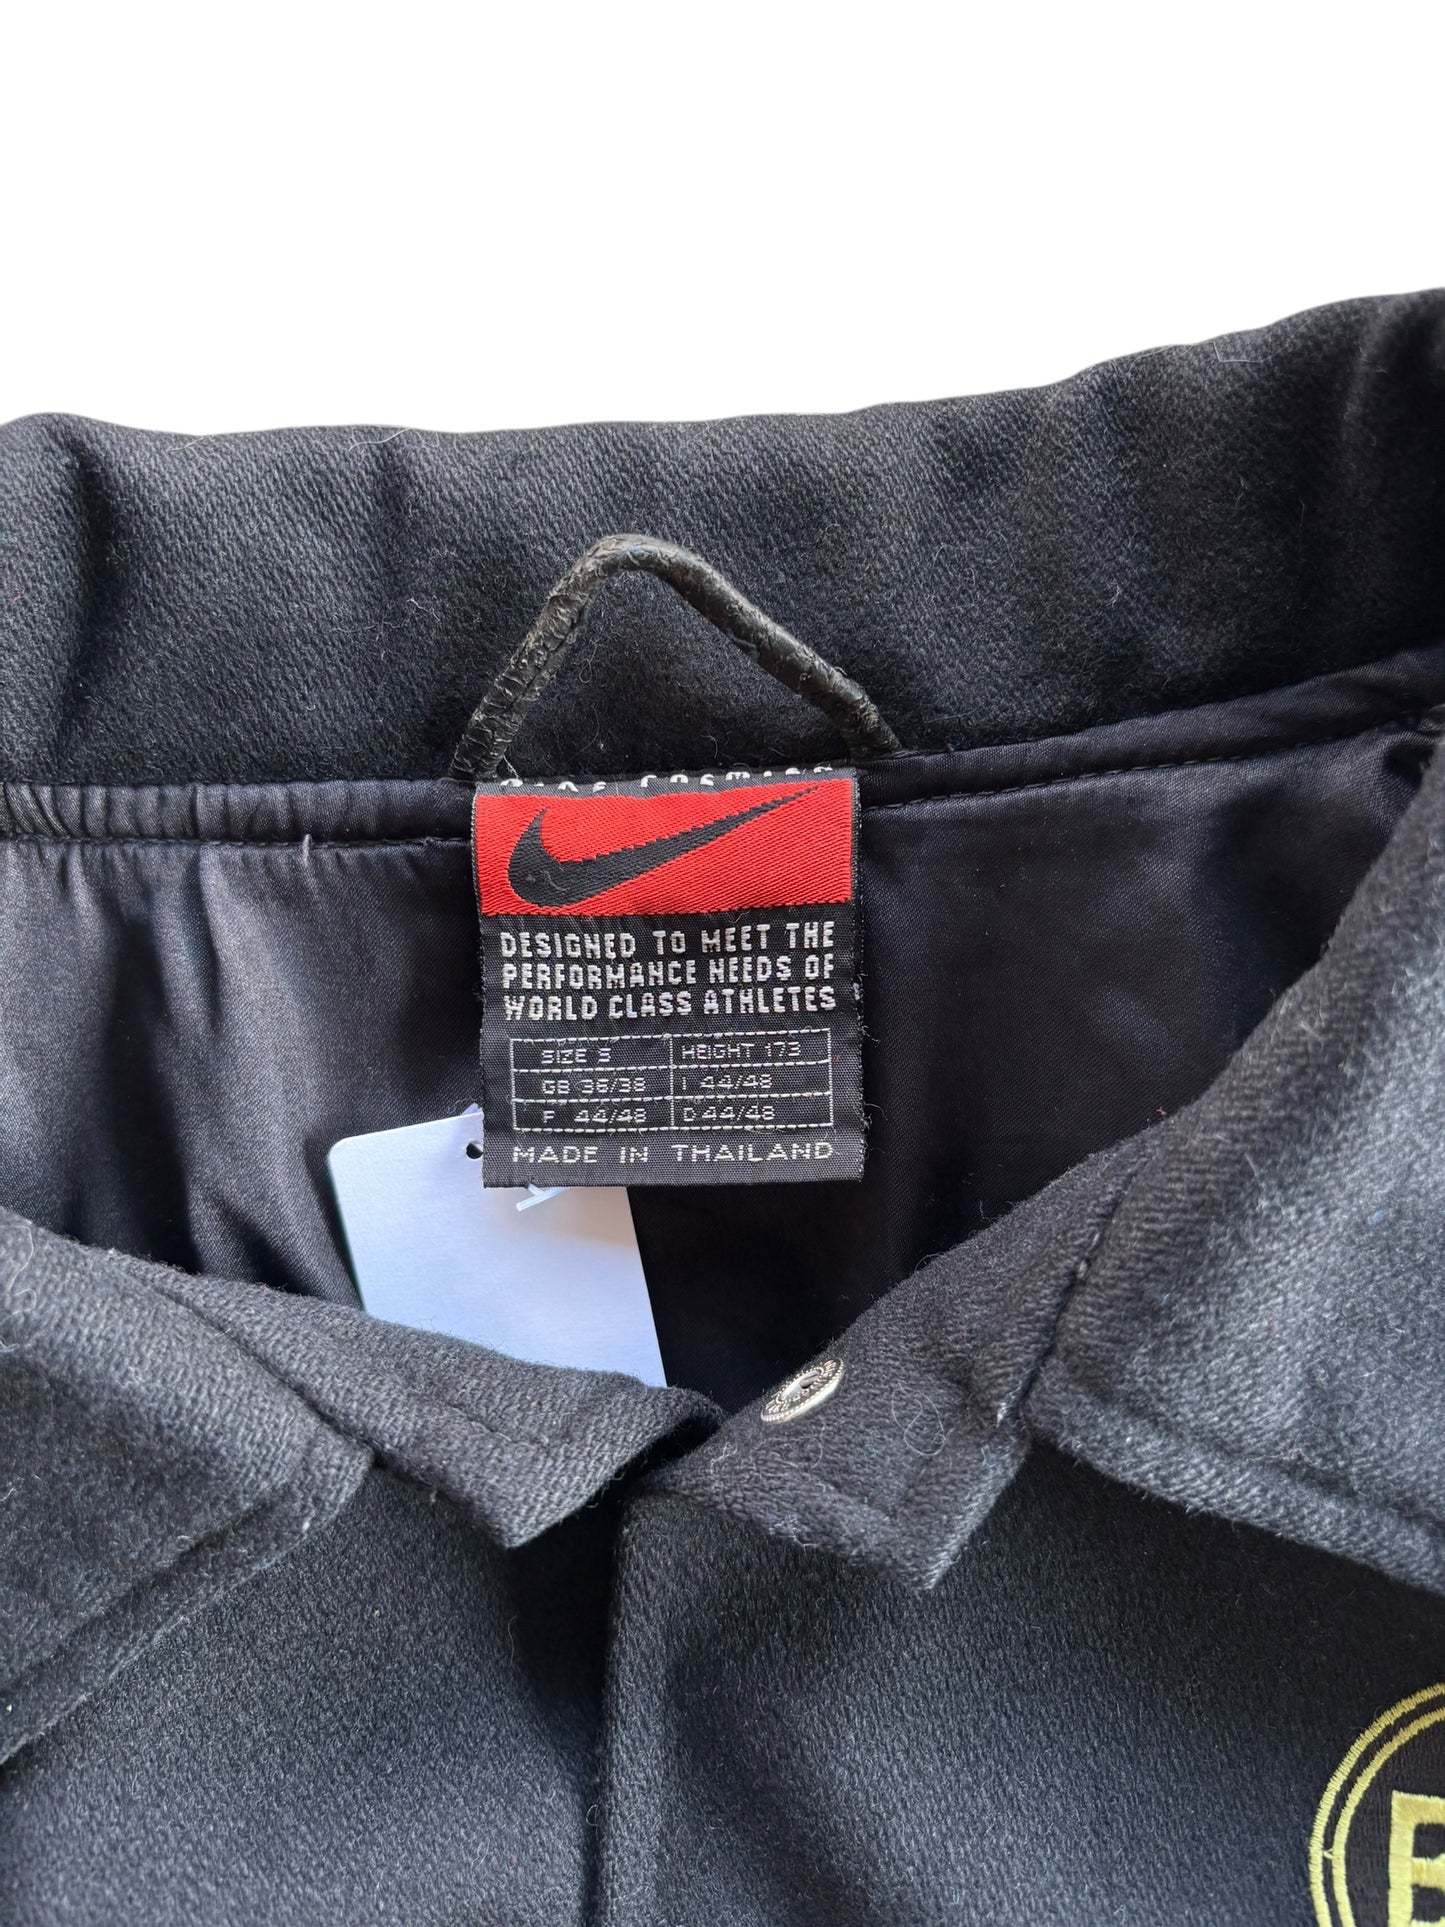 DESIGNED TO MEET THE
PERFORMANCE NEEDS OF
WORLD CLASS ATHLETES
SIZE S HEIGHT 173
GB 36/38 I 44/48
F 44/48 D 44/48
MADE IN THAILAND
B